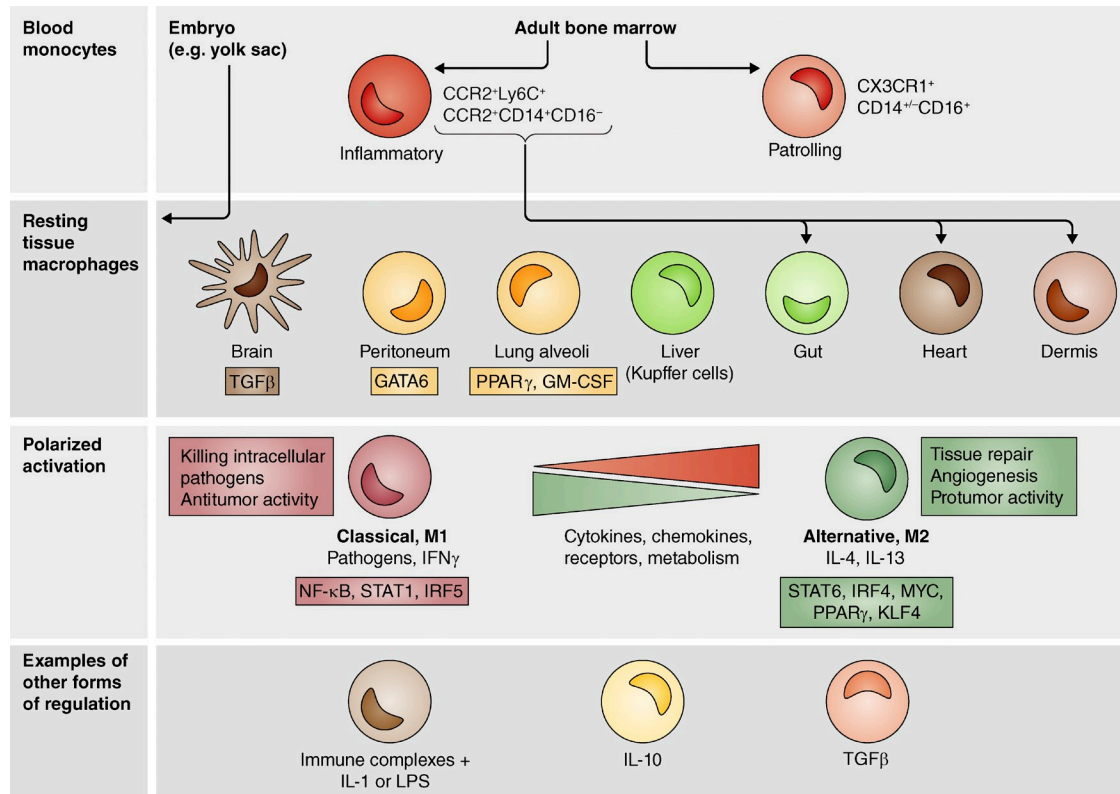 Blood
monocytes
Embryo
(e.g. yolk sac)
Adult bone marrow
CCR2⁺Ly6C⁺
CCR2⁺CD14⁺CD16⁻
Inflammatory
CX3CR1⁺
CD14⁺/⁻CD16⁺
Patrolling
Resting
tissue
macrophages
Brain
TGFβ
Peritoneum
GATA6
Lung alveoli
PPARγ, GM-CSF
Liver
(Kupffer cells)
Gut
Heart
Dermis
Polarized
activation
Killing intracellular
pathogens
Antitumor activity
Classical, M1
Pathogens, IFNγ
NF-κB, STAT1, IRF5
Cytokines, chemokines,
receptors, metabolism
Tissue repair
Angiogenesis
Protumor activity
Alternative, M2
IL-4, IL-13
STAT6, IRF4, MYC,
PPARγ, KLF4
Examples of
other forms
of regulation
Immune complexes +
IL-1 or LPS
IL-10
TGFβ